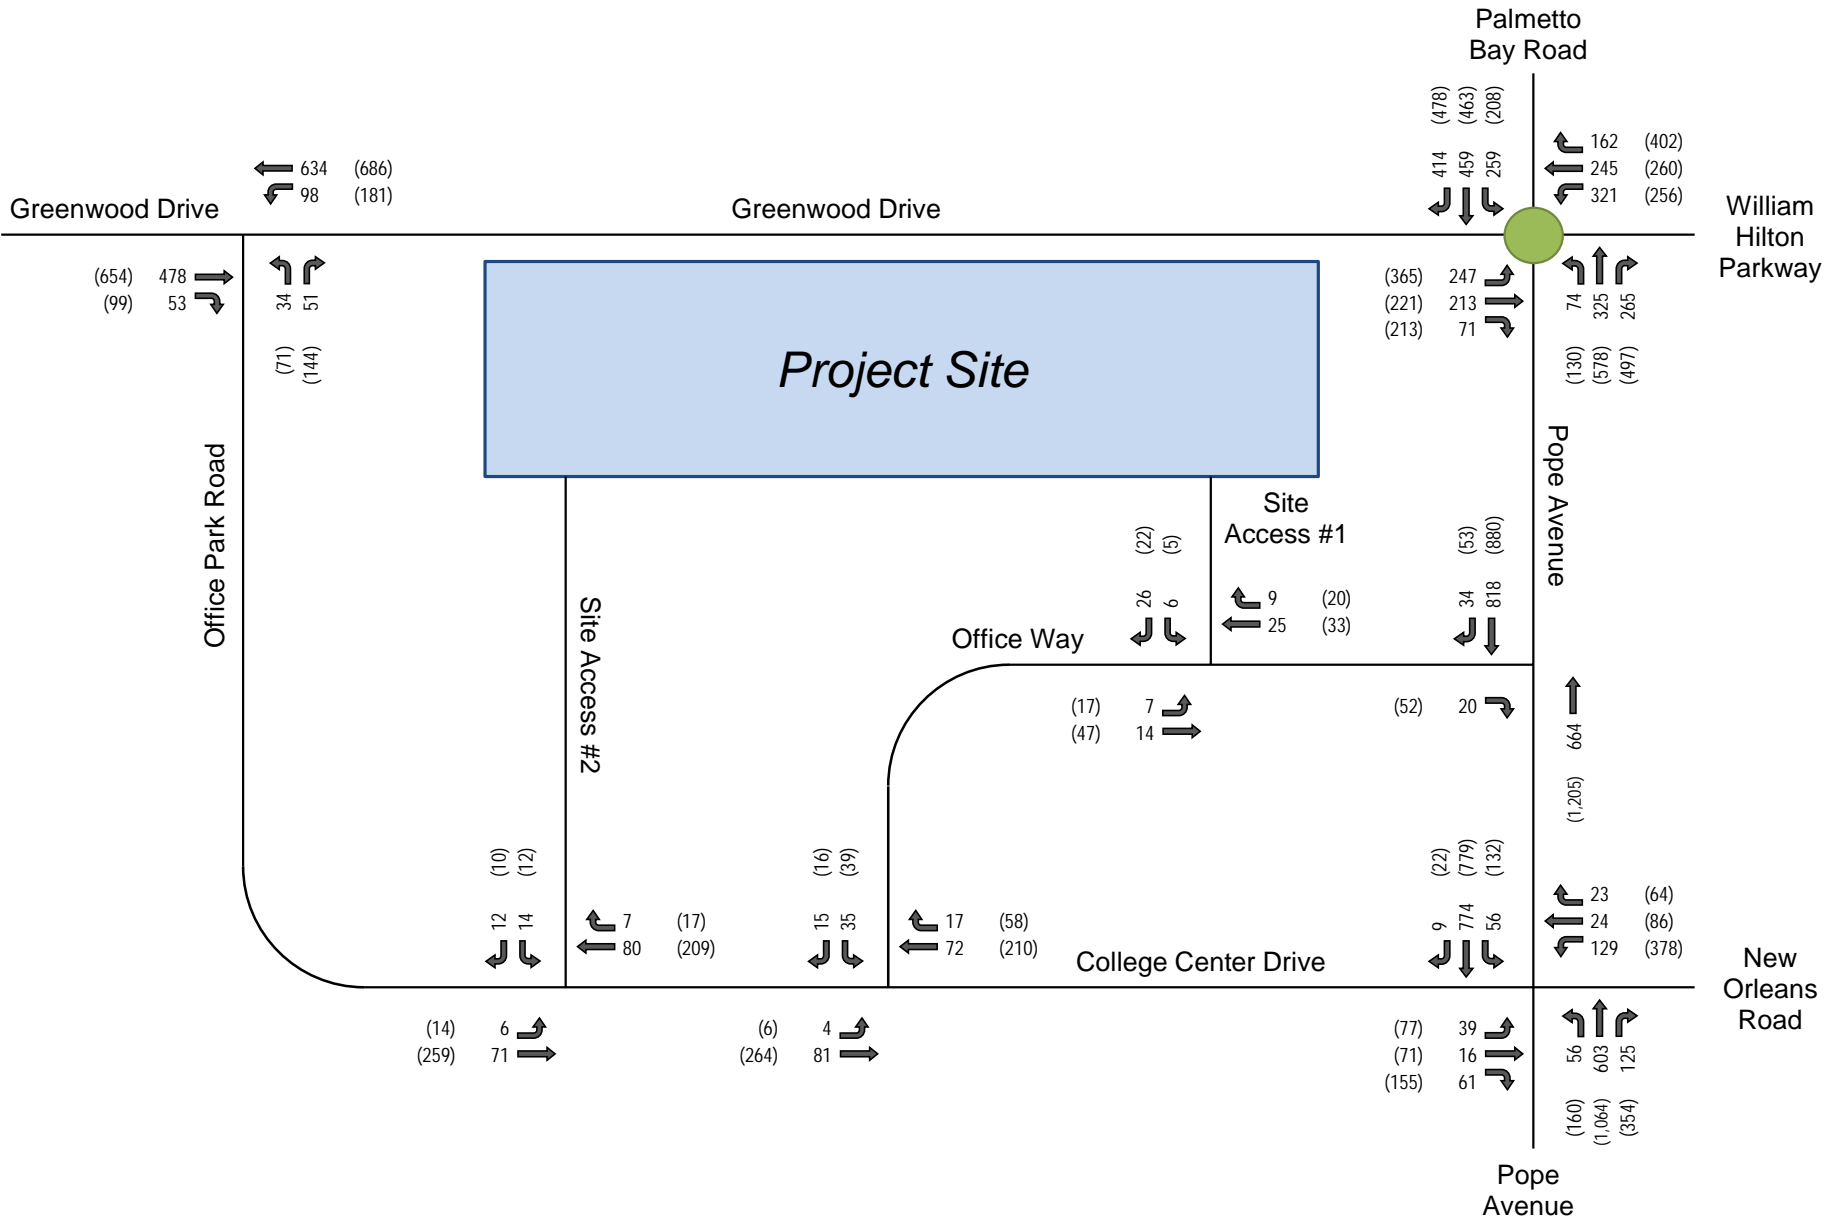 Palmetto
Bay Road
(478) (463) (208)
414 459 259
162 (402)
245 (260)
321 (256)
634 (686)
98 (181)
Greenwood Drive
Greenwood Drive
William
Hilton
Parkway
(654) 478
(99) 53
34 51
(71) (144)
(365) 247
(221) 213
(213) 71
74 325 265
(130) (578) (497)
Project Site
Office Park Road
Pope Avenue
Site
Access #1
(22) (5)
26 6
9 (20)
25 (33)
(53) (880)
34 818
Office Way
Site Access #2
(17) 7
(47) 14
(52) 20
664
(1,205)
(10) (12)
12 14
7 (17)
80 (209)
(16) (39)
15 35
17 (58)
72 (210)
(22) (779) (132)
9 774 56
23 (64)
24 (86)
129 (378)
College Center Drive
New
Orleans
Road
(14) 6
(259) 71
(6) 4
(264) 81
(77) 39
(71) 16
(155) 61
56 603 125
(160) (1,064) (354)
Pope
Avenue